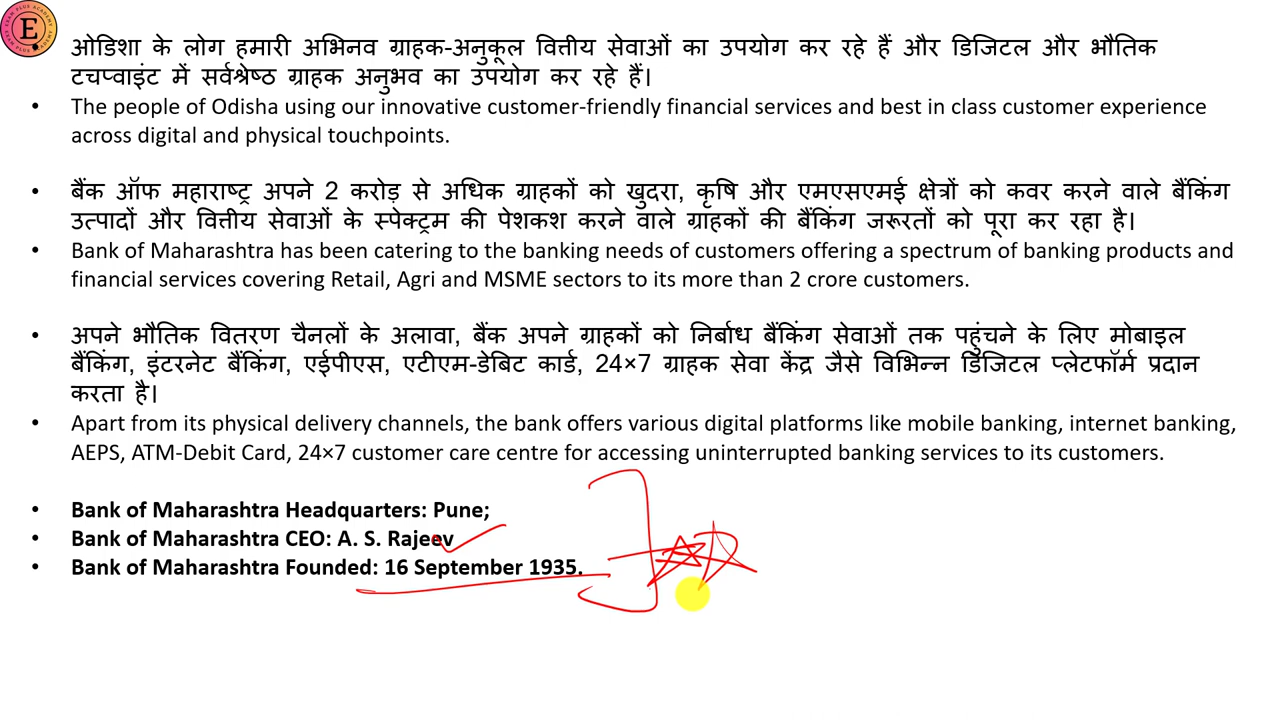 E
ओडिशा के लोग हमारी अभिनव ग्राहक-अनुकूल वित्तीय सेवाओं का उपयोग कर रहे हैं और डिजिटल और भौतिक
टचप्वाइंट में सर्वश्रेष्ठ ग्राहक अनुभव का उपयोग कर रहे हैं।
• The people of Odisha using our innovative customer-friendly financial services and best in class customer experience
across digital and physical touchpoints.
• बैंक ऑफ महाराष्ट्र अपने 2 करोड़ से अधिक ग्राहकों को खुदरा, कृषि और एमएसएमई क्षेत्रों को कवर करने वाले बैंकिंग
उत्पादों और वित्तीय सेवाओं के स्पेक्ट्रम की पेशकश करने वाले ग्राहकों की बैंकिंग जरूरतों को पूरा कर रहा है।
• Bank of Maharashtra has been catering to the banking needs of customers offering a spectrum of banking products and
financial services covering Retail, Agri and MSME sectors to its more than 2 crore customers.
• अपने भौतिक वितरण चैनलों के अलावा, बैंक अपने ग्राहकों को निर्बाध बैंकिंग सेवाओं तक पहुंचने के लिए मोबाइल
बैंकिंग, इंटरनेट बैंकिंग, एईपीएस, एटीएम-डेबिट कार्ड, 24×7 ग्राहक सेवा केंद्र जैसे विभिन्न डिजिटल प्लेटफॉर्म प्रदान
करता है।
• Apart from its physical delivery channels, the bank offers various digital platforms like mobile banking, internet banking,
AEPS, ATM-Debit Card, 24×7 customer care centre for accessing uninterrupted banking services to its customers.
• Bank of Maharashtra Headquarters: Pune;
• Bank of Maharashtra CEO: A. S. Rajeev
• Bank of Maharashtra Founded: 16 September 1935.